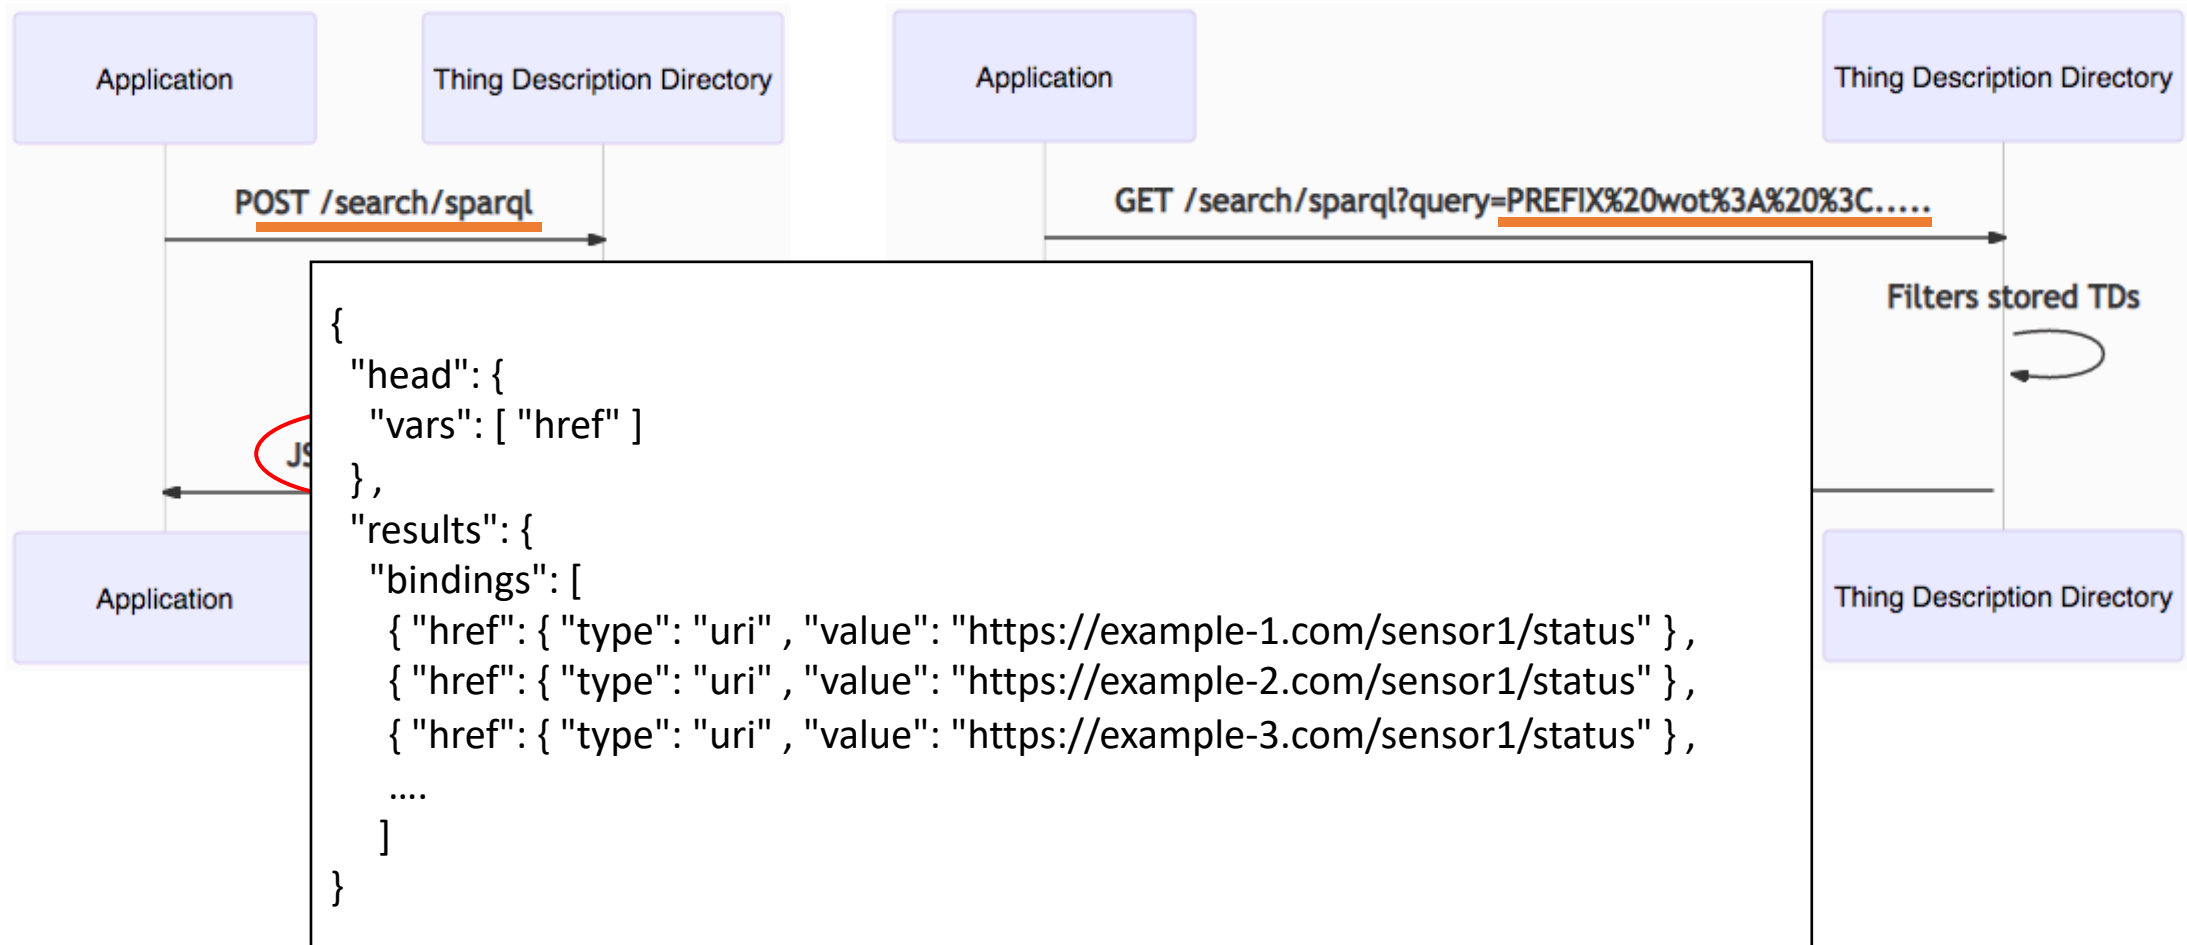 Application
Thing Description Directory
Application
Thing Description Directory
POST /search/sparql
GET /search/sparql?query=PREFIX%20wot%3A%20%3C.....
Filters stored TDs
{
"head": {
"vars": [ "href" ]
} ,
"results": {
"bindings": [
{ "href": { "type": "uri" , "value": "https://example-1.com/sensor1/status" } ,
{ "href": { "type": "uri" , "value": "https://example-2.com/sensor1/status" } ,
{ "href": { "type": "uri" , "value": "https://example-3.com/sensor1/status" } ,
....
]
}
Application
Thing Description Directory